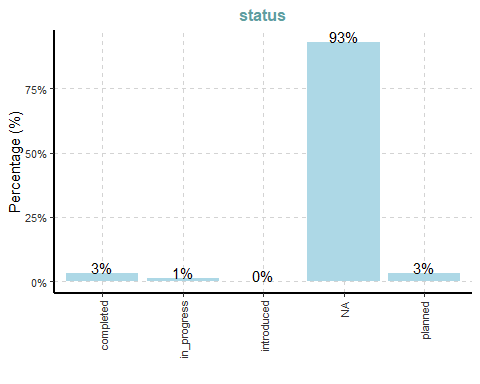 status
93%
75%
50%
25%
0%
Percentage (%)
3%
1%
0%
3%
completed
in_progress
introduced
NA
planned